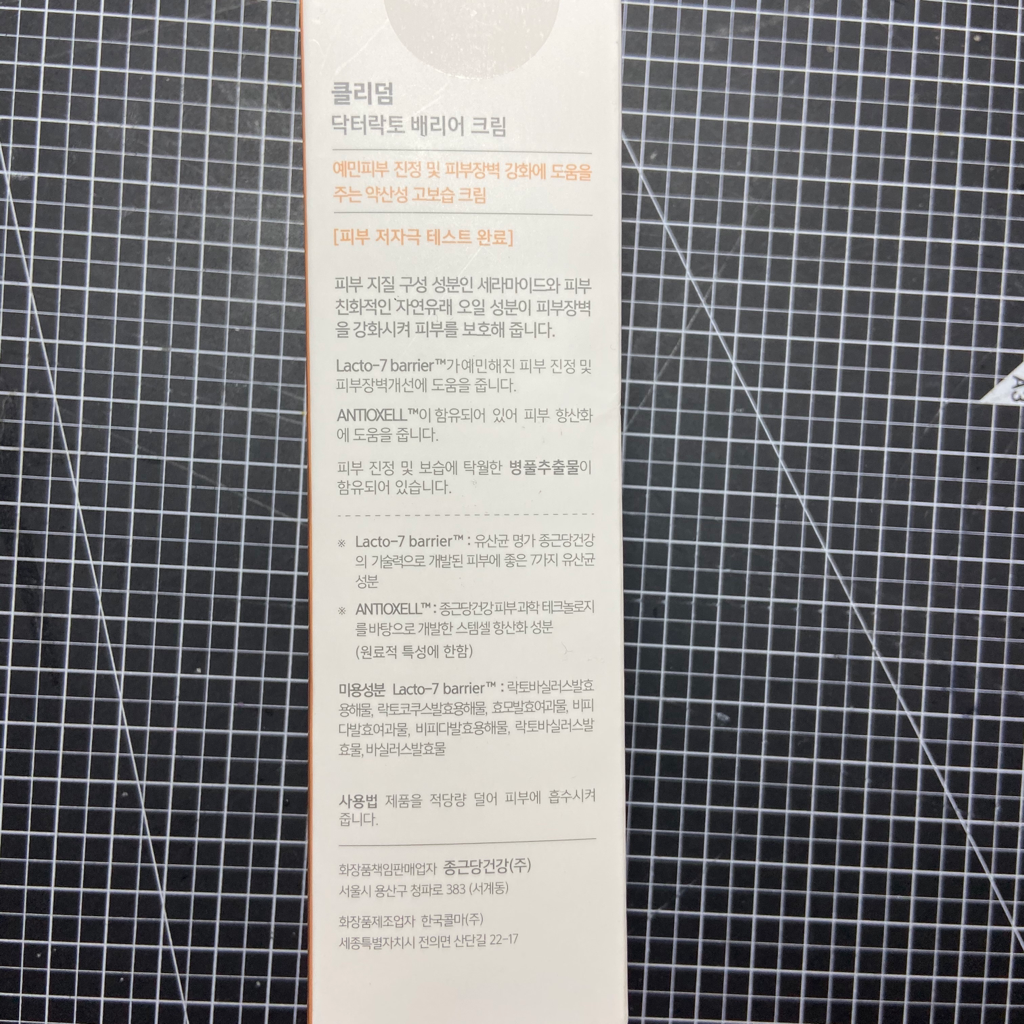 클리덤
닥터락토 배리어 크림
예민피부 진정 및 피부장벽 강화에 도움을
주는 약산성 고보습 크림
[피부 저자극 테스트 완료]
피부 지질 구성 성분인 세라마이드와 피부
친화적인 자연유래 오일 성분이 피부장벽
을 강화시켜 피부를 보호해 줍니다.
Lacto-7 barrier™가 예민해진 피부 진정 및
피부장벽개선에 도움을 줍니다.
ANTIOXELL™이 함유되어 있어 피부 항산화
에 도움을 줍니다.
피부 진정 및 보습에 탁월한 병풀추출물이
함유되어 있습니다.
※ Lacto-7 barrier™ : 유산균 명가 종근당건강
의 기술력으로 개발된 피부에 좋은 7가지 유산균
성분
※ ANTIOXELL™ : 종근당건강 피부 과학 테크놀로지
를 바탕으로 개발한 스템셀 항산화 성분
(원료적 특성에 한함)
미용성분 Lacto-7 barrier™ : 락토바실러스발효
용해물, 락토코쿠스발효용해물, 효모발효여과물, 비피
다발효여과물, 비피다발효용해물, 락토바실러스발
효물, 바실러스발효물
사용법 제품을 적당량 덜어 피부에 흡수시켜
줍니다.
화장품책임판매업자 종근당건강(주)
서울시 용산구 청파로 383 (서계동)
화장품제조업자 한국콜마(주)
세종특별자치시 전의면 산단길 22-17
A3